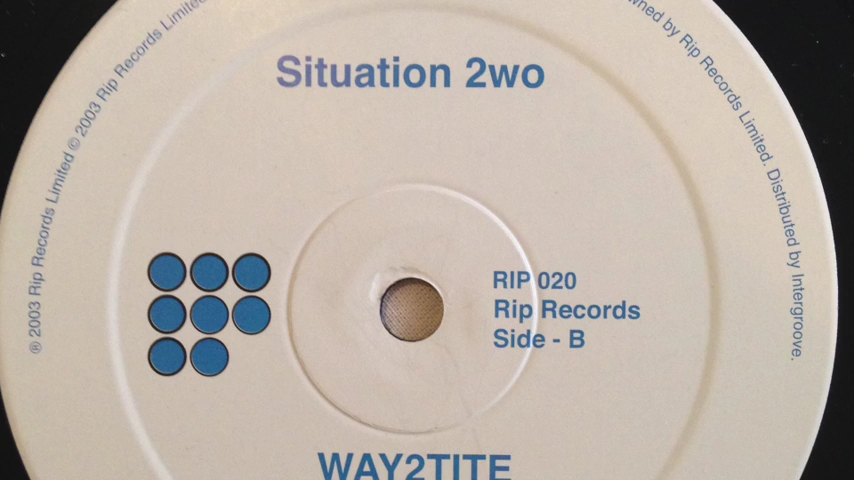 Situation 2wo
℗ 2003 Rip Records Limited © 2003 Rip Records Limited
owned by Rip Records Limited. Distributed by Intergroove.
RIP 020
Rip Records
Side - B
WAY2TITE